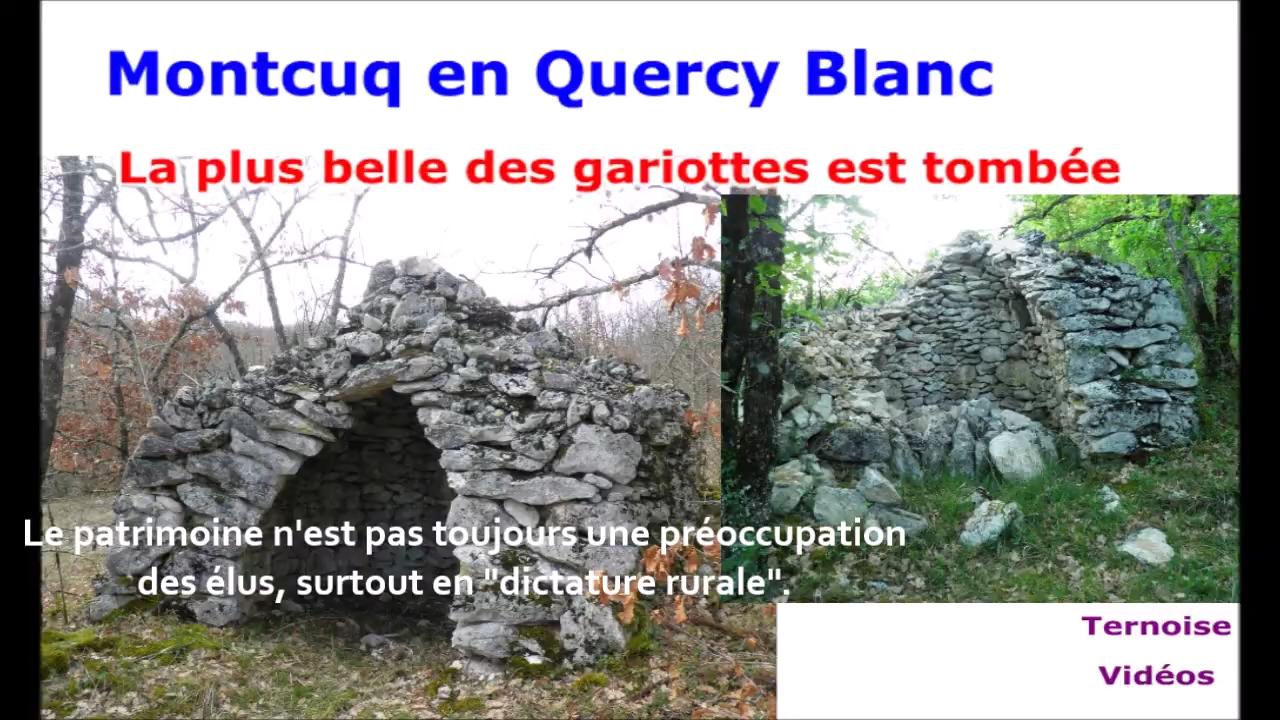 Montcuq en Quercy Blanc
La plus belle des gariottes est tombée
Le patrimoine n'est pas toujours une préoccupation
des élus, surtout en "dictature rurale".
Ternoise
Vidéos